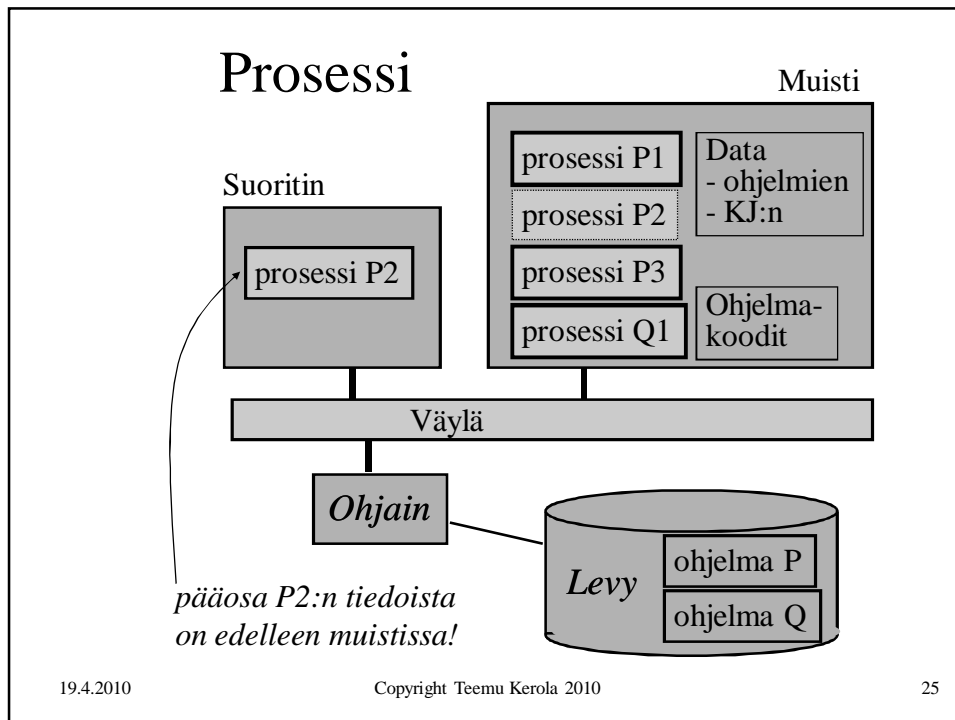 Prosessi
Muisti
Suoritin
prosessi P1
prosessi P2
prosessi P3
prosessi Q1
Data
- ohjelmien
- KJ:n
Ohjelma-
koodit
prosessi P2
Väylä
Ohjain
Levy
ohjelma P
ohjelma Q
pääosa P2:n tiedoista
on edelleen muistissa!
19.4.2010
Copyright Teemu Kerola 2010
25